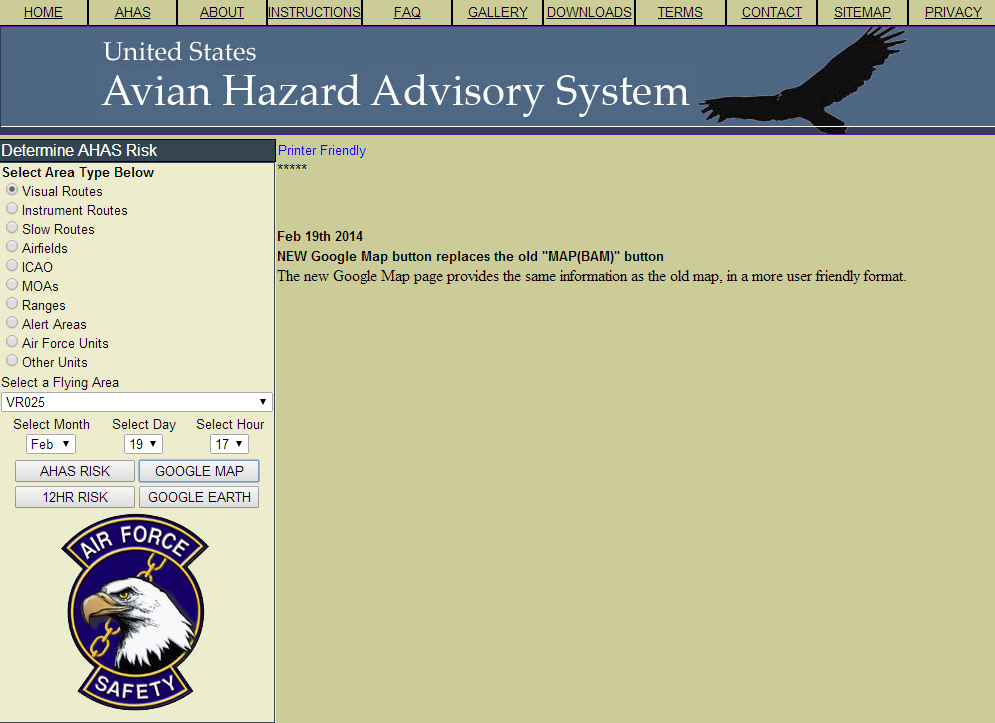 HOME AHAS ABOUT INSTRUCTIONS FAQ GALLERY DOWNLOADS TERMS CONTACT SITEMAP PRIVACY
United States
Avian Hazard Advisory System
Determine AHAS Risk
Select Area Type Below
Visual Routes
Instrument Routes
Slow Routes
Airfields
ICAO
MOAs
Ranges
Alert Areas
Air Force Units
Other Units
Select a Flying Area
VR025
Select Month Select Day Select Hour
Feb 19 17
AHAS RISK GOOGLE MAP
12HR RISK GOOGLE EARTH
AIR FORCE
SAFETY
Printer Friendly
*****
Feb 19th 2014
NEW Google Map button replaces the old "MAP(BAM)" button
The new Google Map page provides the same information as the old map, in a more user friendly format.